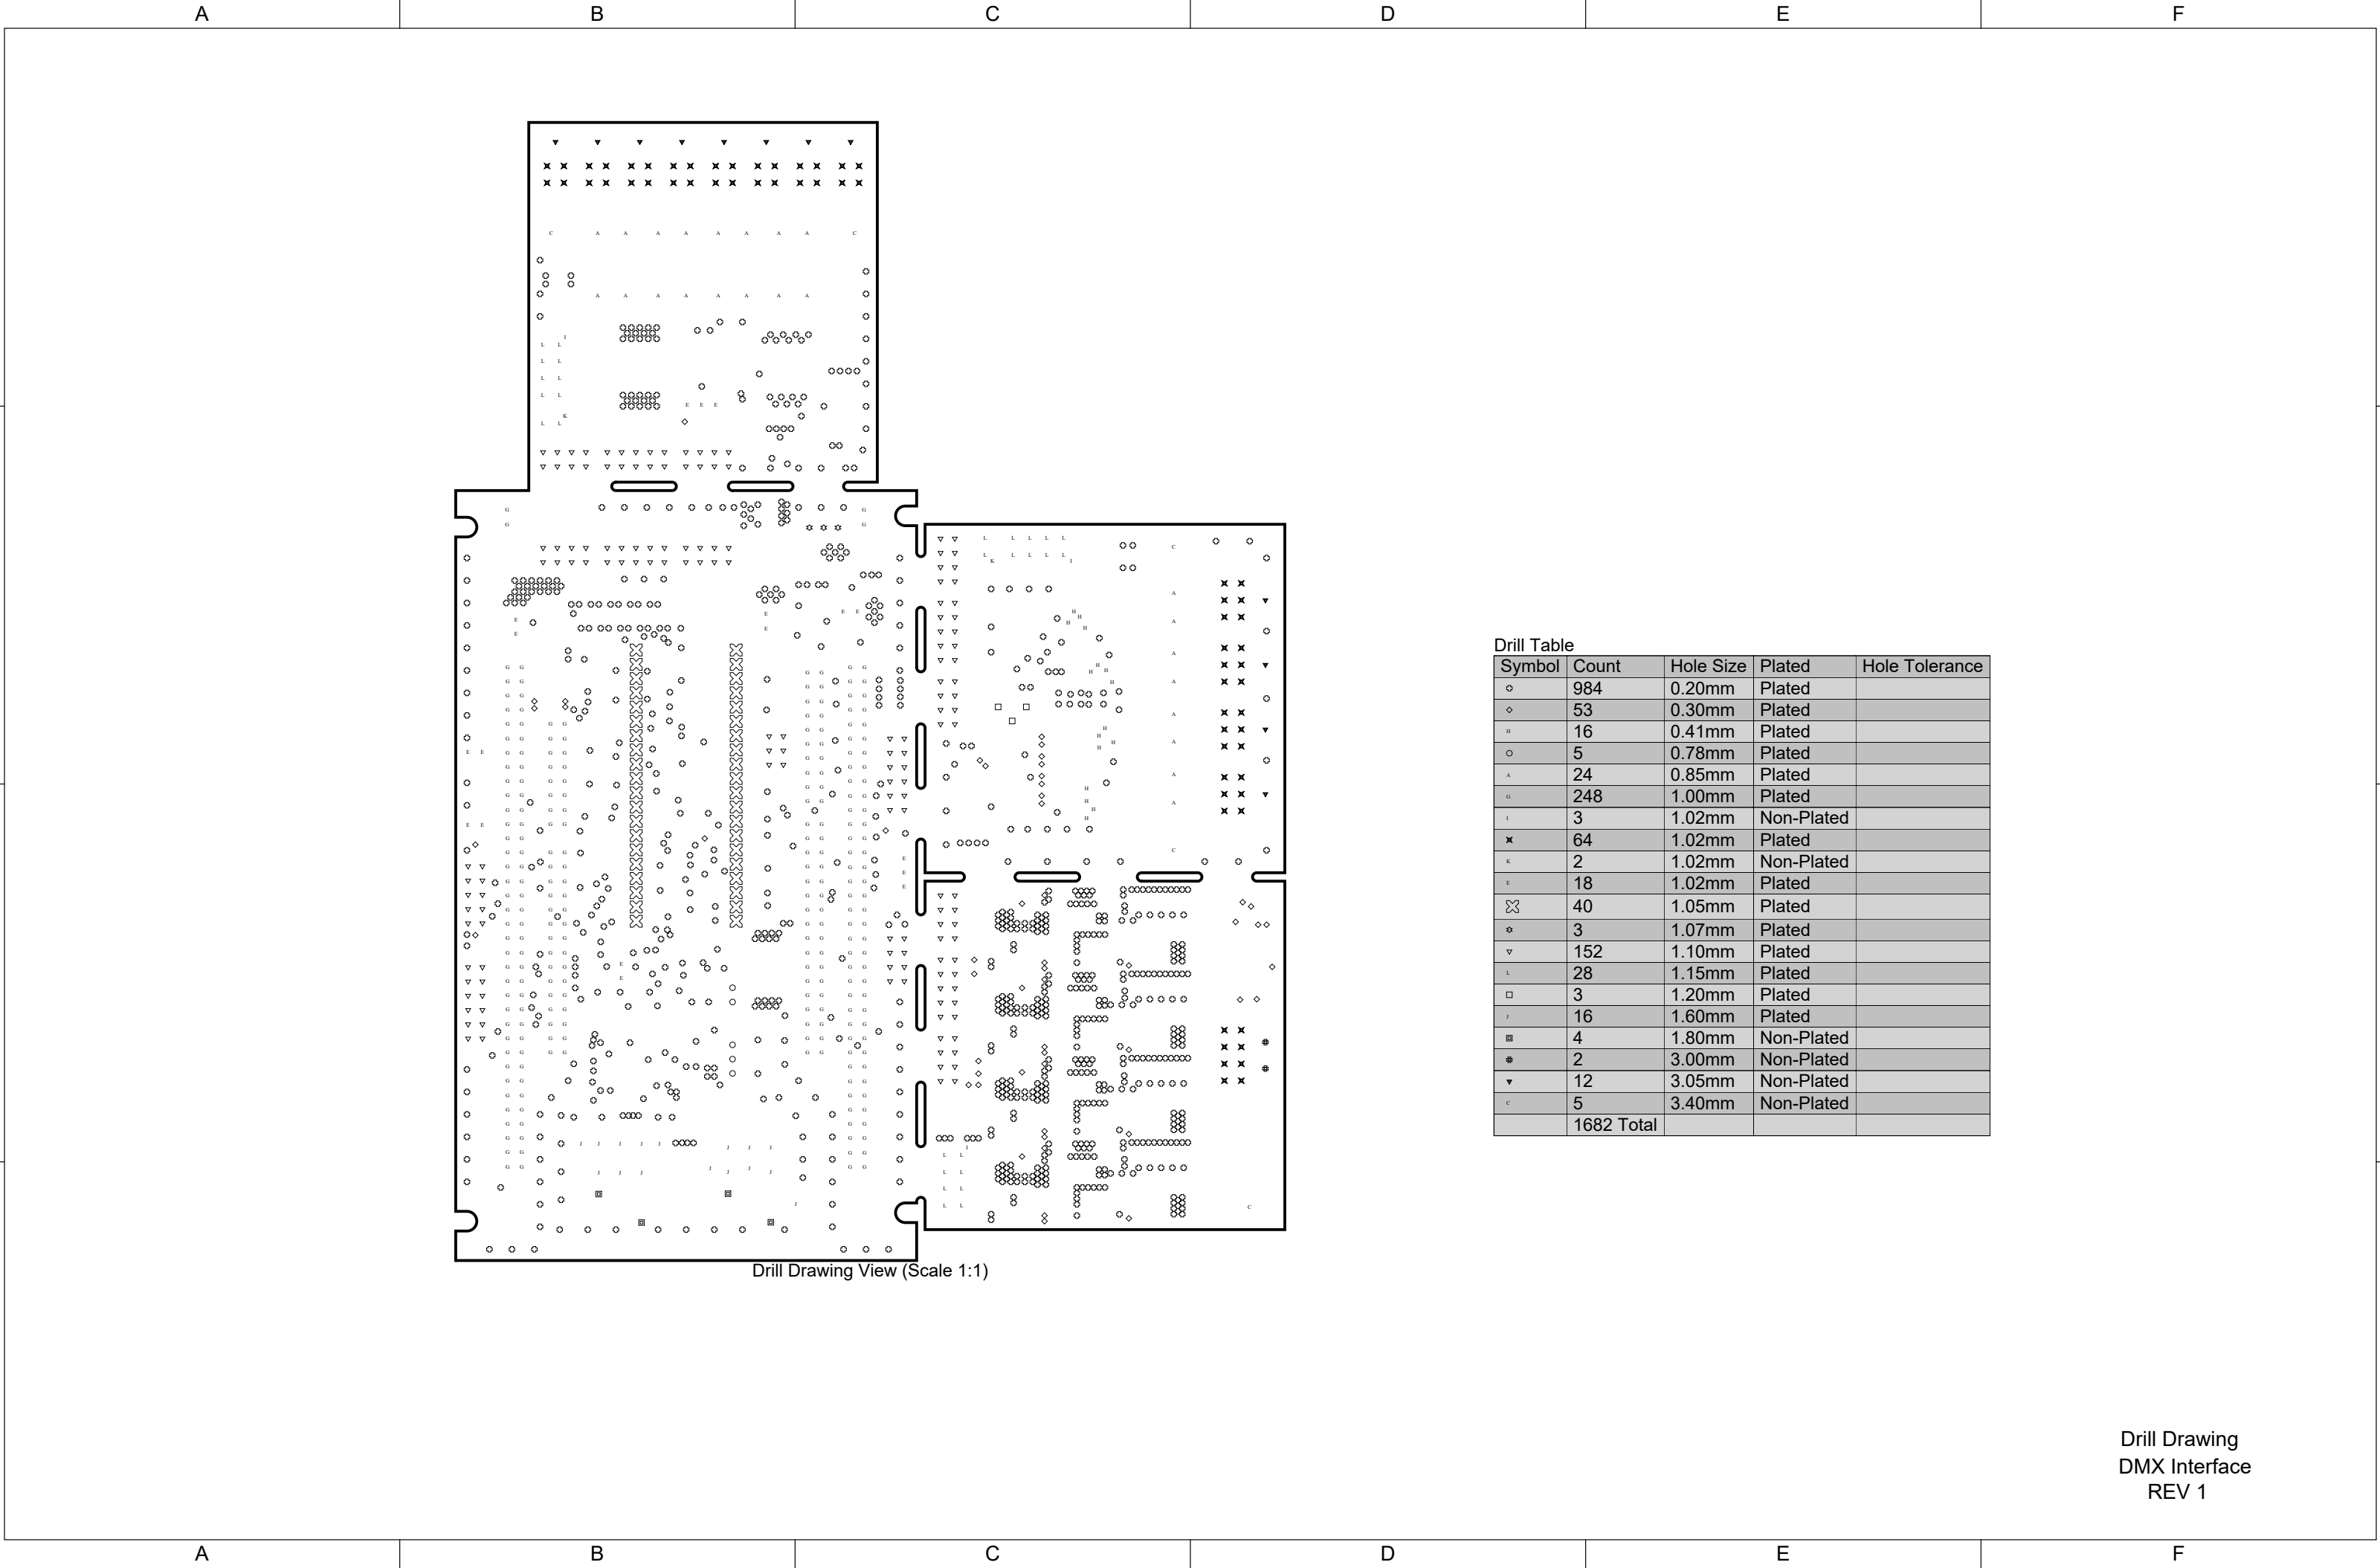 A B C D E F
Drill Table
Symbol Count Hole Size Plated Hole Tolerance
984 0.20mm Plated
53 0.30mm Plated
H 16 0.41mm Plated
5 0.78mm Plated
A 24 0.85mm Plated
G 248 1.00mm Plated
I 3 1.02mm Non-Plated
64 1.02mm Plated
K 2 1.02mm Non-Plated
E 18 1.02mm Plated
40 1.05mm Plated
3 1.07mm Plated
152 1.10mm Plated
L 28 1.15mm Plated
3 1.20mm Plated
J 16 1.60mm Plated
4 1.80mm Non-Plated
2 3.00mm Non-Plated
12 3.05mm Non-Plated
C 5 3.40mm Non-Plated
1682 Total
Drill Drawing View (Scale 1:1)
Drill Drawing
DMX Interface
REV 1
A B C D E F